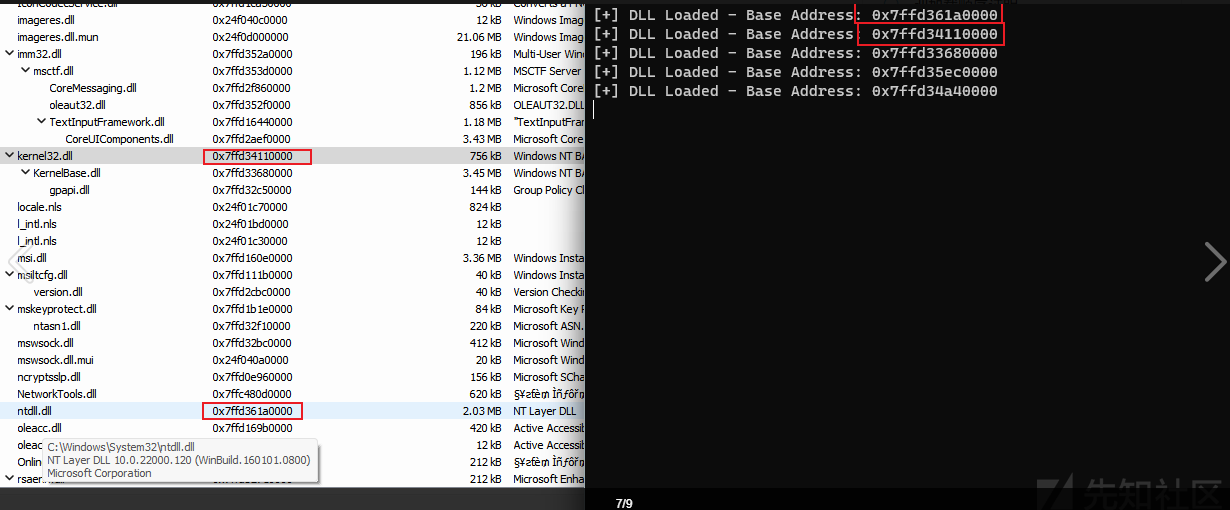 imageres.dll 0x24f040c0000 12 kB Windows Imag
imageres.dll.mun 0x24f0d000000 21.06 MB Windows Imag
imm32.dll 0x7ffd352a0000 196 kB Multi-User Win
msctf.dll 0x7ffd353d0000 1.12 MB MSCTF Server
CoreMessaging.dll 0x7ffd2f860000 1.2 MB Microsoft Core
oleaut32.dll 0x7ffd352f0000 856 kB OLEAUT32.DLL
TextInputFramework.dll 0x7ffd16440000 1.18 MB "TextInputFram
CoreUIComponents.dll 0x7ffd2aef0000 3.43 MB Microsoft Core
kernel32.dll 0x7ffd34110000 756 kB Windows NT BA
KernelBase.dll 0x7ffd33680000 3.45 MB Windows NT BA
gpapi.dll 0x7ffd32c50000 144 kB Group Policy Cl
locale.nls 0x24f01c70000 824 kB
l_intl.nls 0x24f01bd0000 12 kB
l_intl.nls 0x24f01c30000 12 kB
msi.dll 0x7ffd160e0000 3.36 MB Windows Insta
msiltcfg.dll 0x7ffd111b0000 40 kB Windows Insta
version.dll 0x7ffd2cbc0000 40 kB Version Checkin
mskeyprotect.dll 0x7ffd1b1e0000 84 kB Microsoft Key P
ntasn1.dll 0x7ffd32f10000 220 kB Microsoft ASN.
mswsock.dll 0x7ffd32bc0000 412 kB Microsoft Wind
mswsock.dll.mui 0x24f040a0000 20 kB Microsoft Wind
ncryptsslp.dll 0x7ffd0e960000 156 kB Microsoft SCha
NetworkTools.dll 0x7ffc480d0000 620 kB
ntdll.dll 0x7ffd361a0000 2.03 MB NT Layer DLL
oleacc.dll 0x7ffd169b0000 420 kB Active Accessib
oleac 12 kB Active Accessib
Onlin 212 kB
rsaen 212 kB Microsoft Enha
C:\Windows\System32\ntdll.dll
NT Layer DLL 10.0.22000.120 (WinBuild.160101.0800)
Microsoft Corporation
[+] DLL Loaded - Base Address: 0x7ffd361a0000
[+] DLL Loaded - Base Address: 0x7ffd34110000
[+] DLL Loaded - Base Address: 0x7ffd33680000
[+] DLL Loaded - Base Address: 0x7ffd35ec0000
[+] DLL Loaded - Base Address: 0x7ffd34a40000
7/9
先知社区